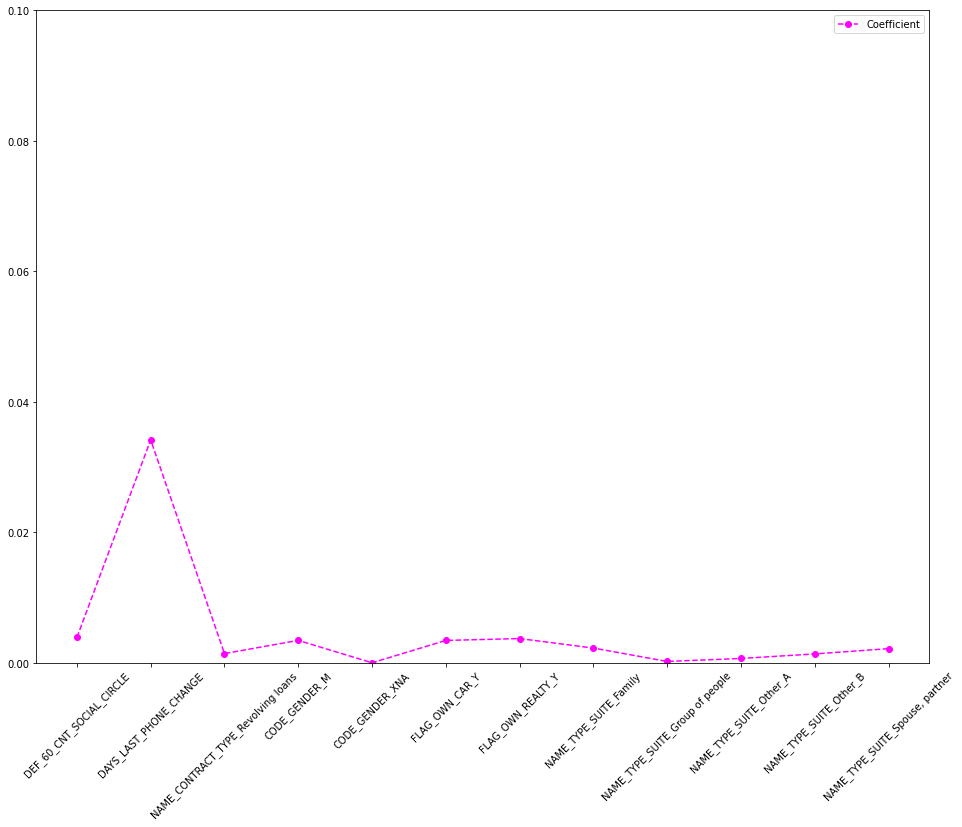 0.10
Coefficient
0.08
0.06
0.04
0.02
0.00
DEF_60_CNT_SOCIAL_CIRCLE
DAYS_LAST_PHONE_CHANGE
NAME_CONTRACT_TYPE_Revolving loans
CODE_GENDER_M
CODE_GENDER_XNA
FLAG_OWN_CAR_Y
FLAG_OWN_REALTY_Y
NAME_TYPE_SUITE_Family
NAME_TYPE_SUITE_Group of people
NAME_TYPE_SUITE_Other_A
NAME_TYPE_SUITE_Other_B
NAME_TYPE_SUITE_Spouse, partner